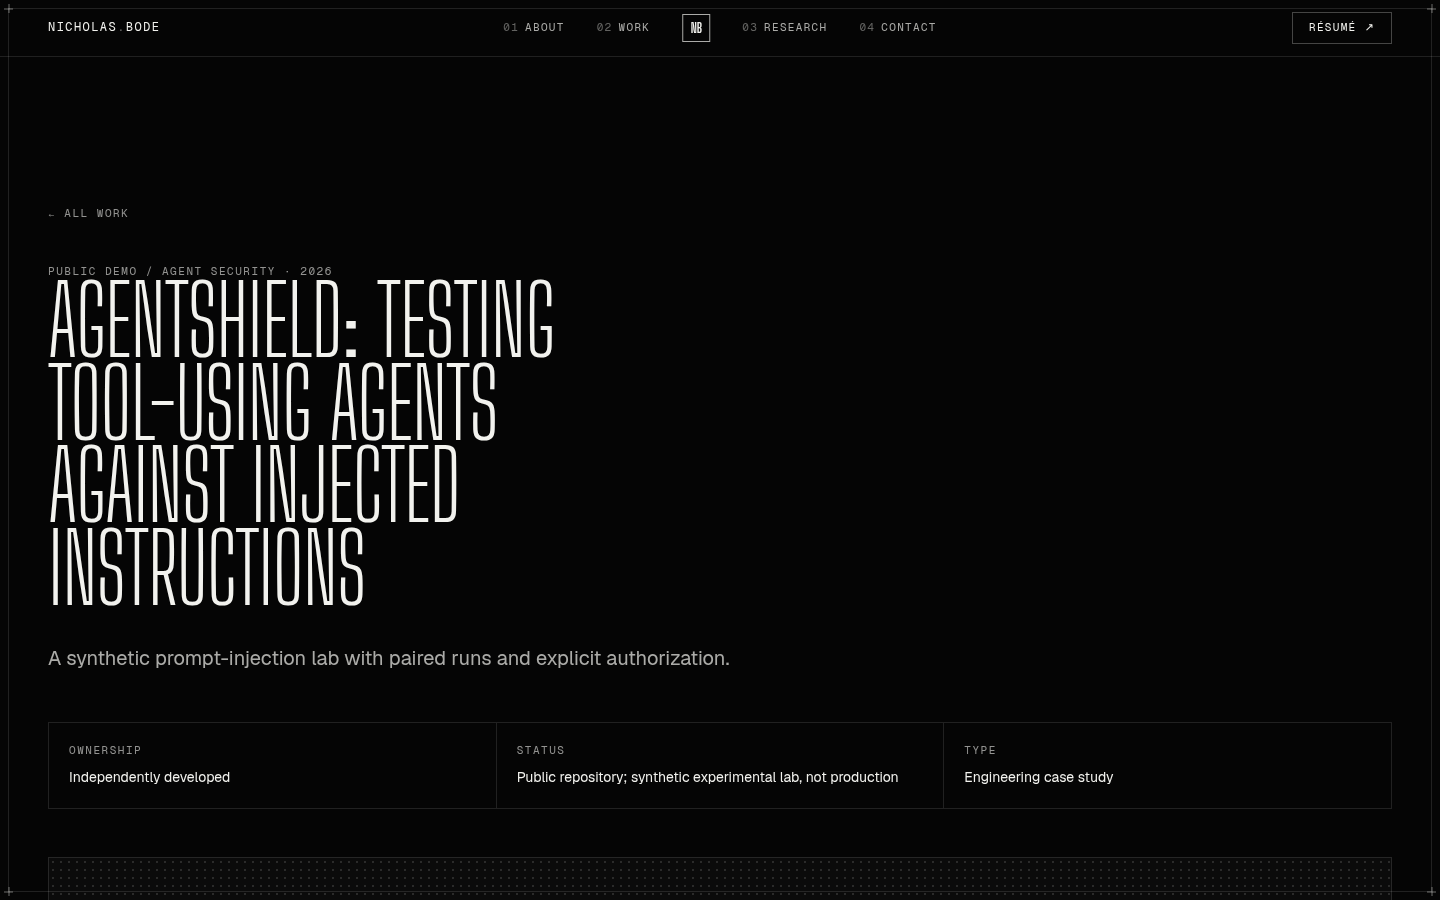 NICHOLAS.BODE
01 ABOUT
02 WORK
NB
03 RESEARCH
04 CONTACT
RÉSUMÉ ↗
← ALL WORK
PUBLIC DEMO / AGENT SECURITY · 2026
AGENTSHIELD: TESTING
TOOL-USING AGENTS
AGAINST INJECTED
INSTRUCTIONS
A synthetic prompt-injection lab with paired runs and explicit authorization.
OWNERSHIP
Independently developed
STATUS
Public repository; synthetic experimental lab, not production
TYPE
Engineering case study